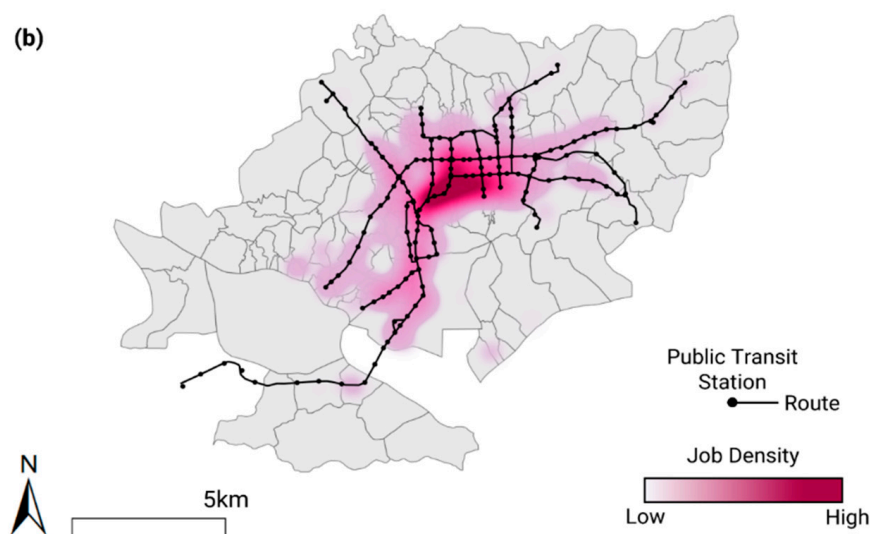 (b)
Public Transit
Station
Route
Job Density
Low High
N
5km